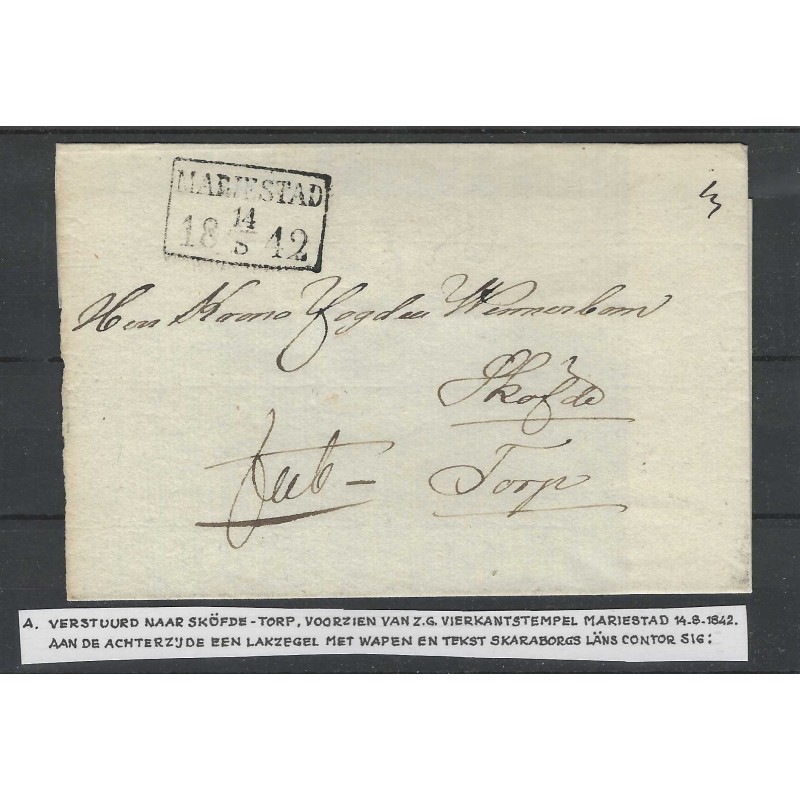 MARIESTAD
18 14/8 42
Herr Krono Fogden Wennerbom
Sköfde
Torp
A. VERSTUURD NAAR SKÖFDE-TORP, VOORZIEN VAN Z.G. VIERKANTSTEMPEL MARIESTAD 14-8-1842.
AAN DE ACHTERZIJDE EEN LAKZEGEL MET WAPEN EN TEKST SKARABORGS LÄNS CONTOR SIG: